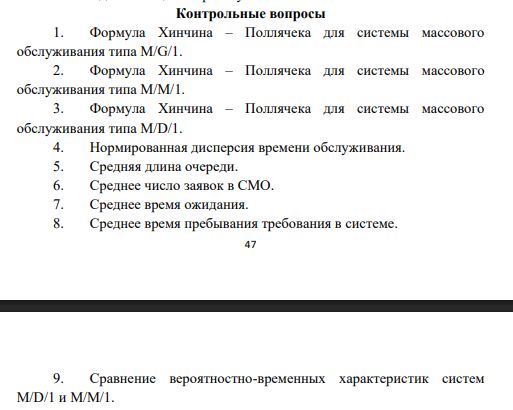 Контрольные вопросы
1. Формула Хинчина – Поллячека для системы массового
обслуживания типа M/G/1.
2. Формула Хинчина – Поллячека для системы массового
обслуживания типа M/M/1.
3. Формула Хинчина – Поллячека для системы массового
обслуживания типа M/D/1.
4. Нормированная дисперсия времени обслуживания.
5. Средняя длина очереди.
6. Среднее число заявок в СМО.
7. Среднее время ожидания.
8. Среднее время пребывания требования в системе.
47
9. Сравнение вероятностно-временных характеристик систем
M/D/1 и M/M/1.